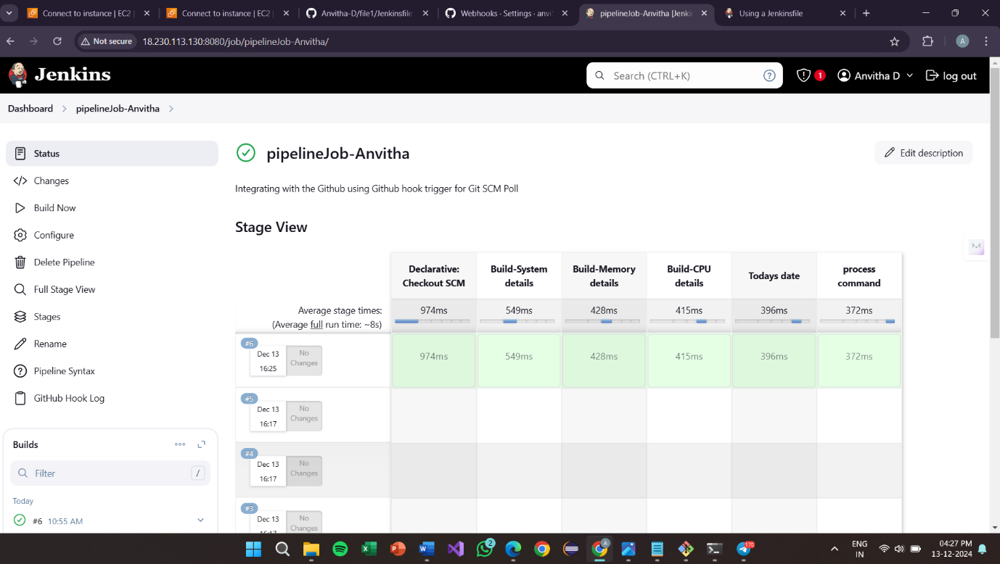 Connect to instance | EC2 |
Connect to instance | EC2 |
Anvitha-D/file1/Jenkinsfile
Webhooks · Settings · anvi
pipelineJob-Anvitha [Jenki
Using a Jenkinsfile
Not secure
18.230.113.130:8080/job/pipelineJob-Anvitha/
A
Jenkins
Search (CTRL+K)
?
1
Anvitha D
log out
Dashboard
pipelineJob-Anvitha
Status
Changes
Build Now
Configure
Delete Pipeline
Full Stage View
Stages
Rename
Pipeline Syntax
GitHub Hook Log
Builds
Filter
/
Today
#6 10:55 AM
pipelineJob-Anvitha
Edit description
Integrating with the Github using Github hook trigger for Git SCM Poll
Stage View
Declarative:
Checkout SCM
Build-System
details
Build-Memory
details
Build-CPU
details
Todays date
process
command
Average stage times:
(Average full run time: ~8s)
974ms
549ms
428ms
415ms
396ms
372ms
#6
Dec 13
16:25
No
Changes
974ms
549ms
428ms
415ms
396ms
372ms
#5
Dec 13
16:17
No
Changes
#4
Dec 13
16:17
No
Changes
#3
Dec 13
16:17
No
Changes
2
A
170
ENG
IN
04:27 PM
13-12-2024